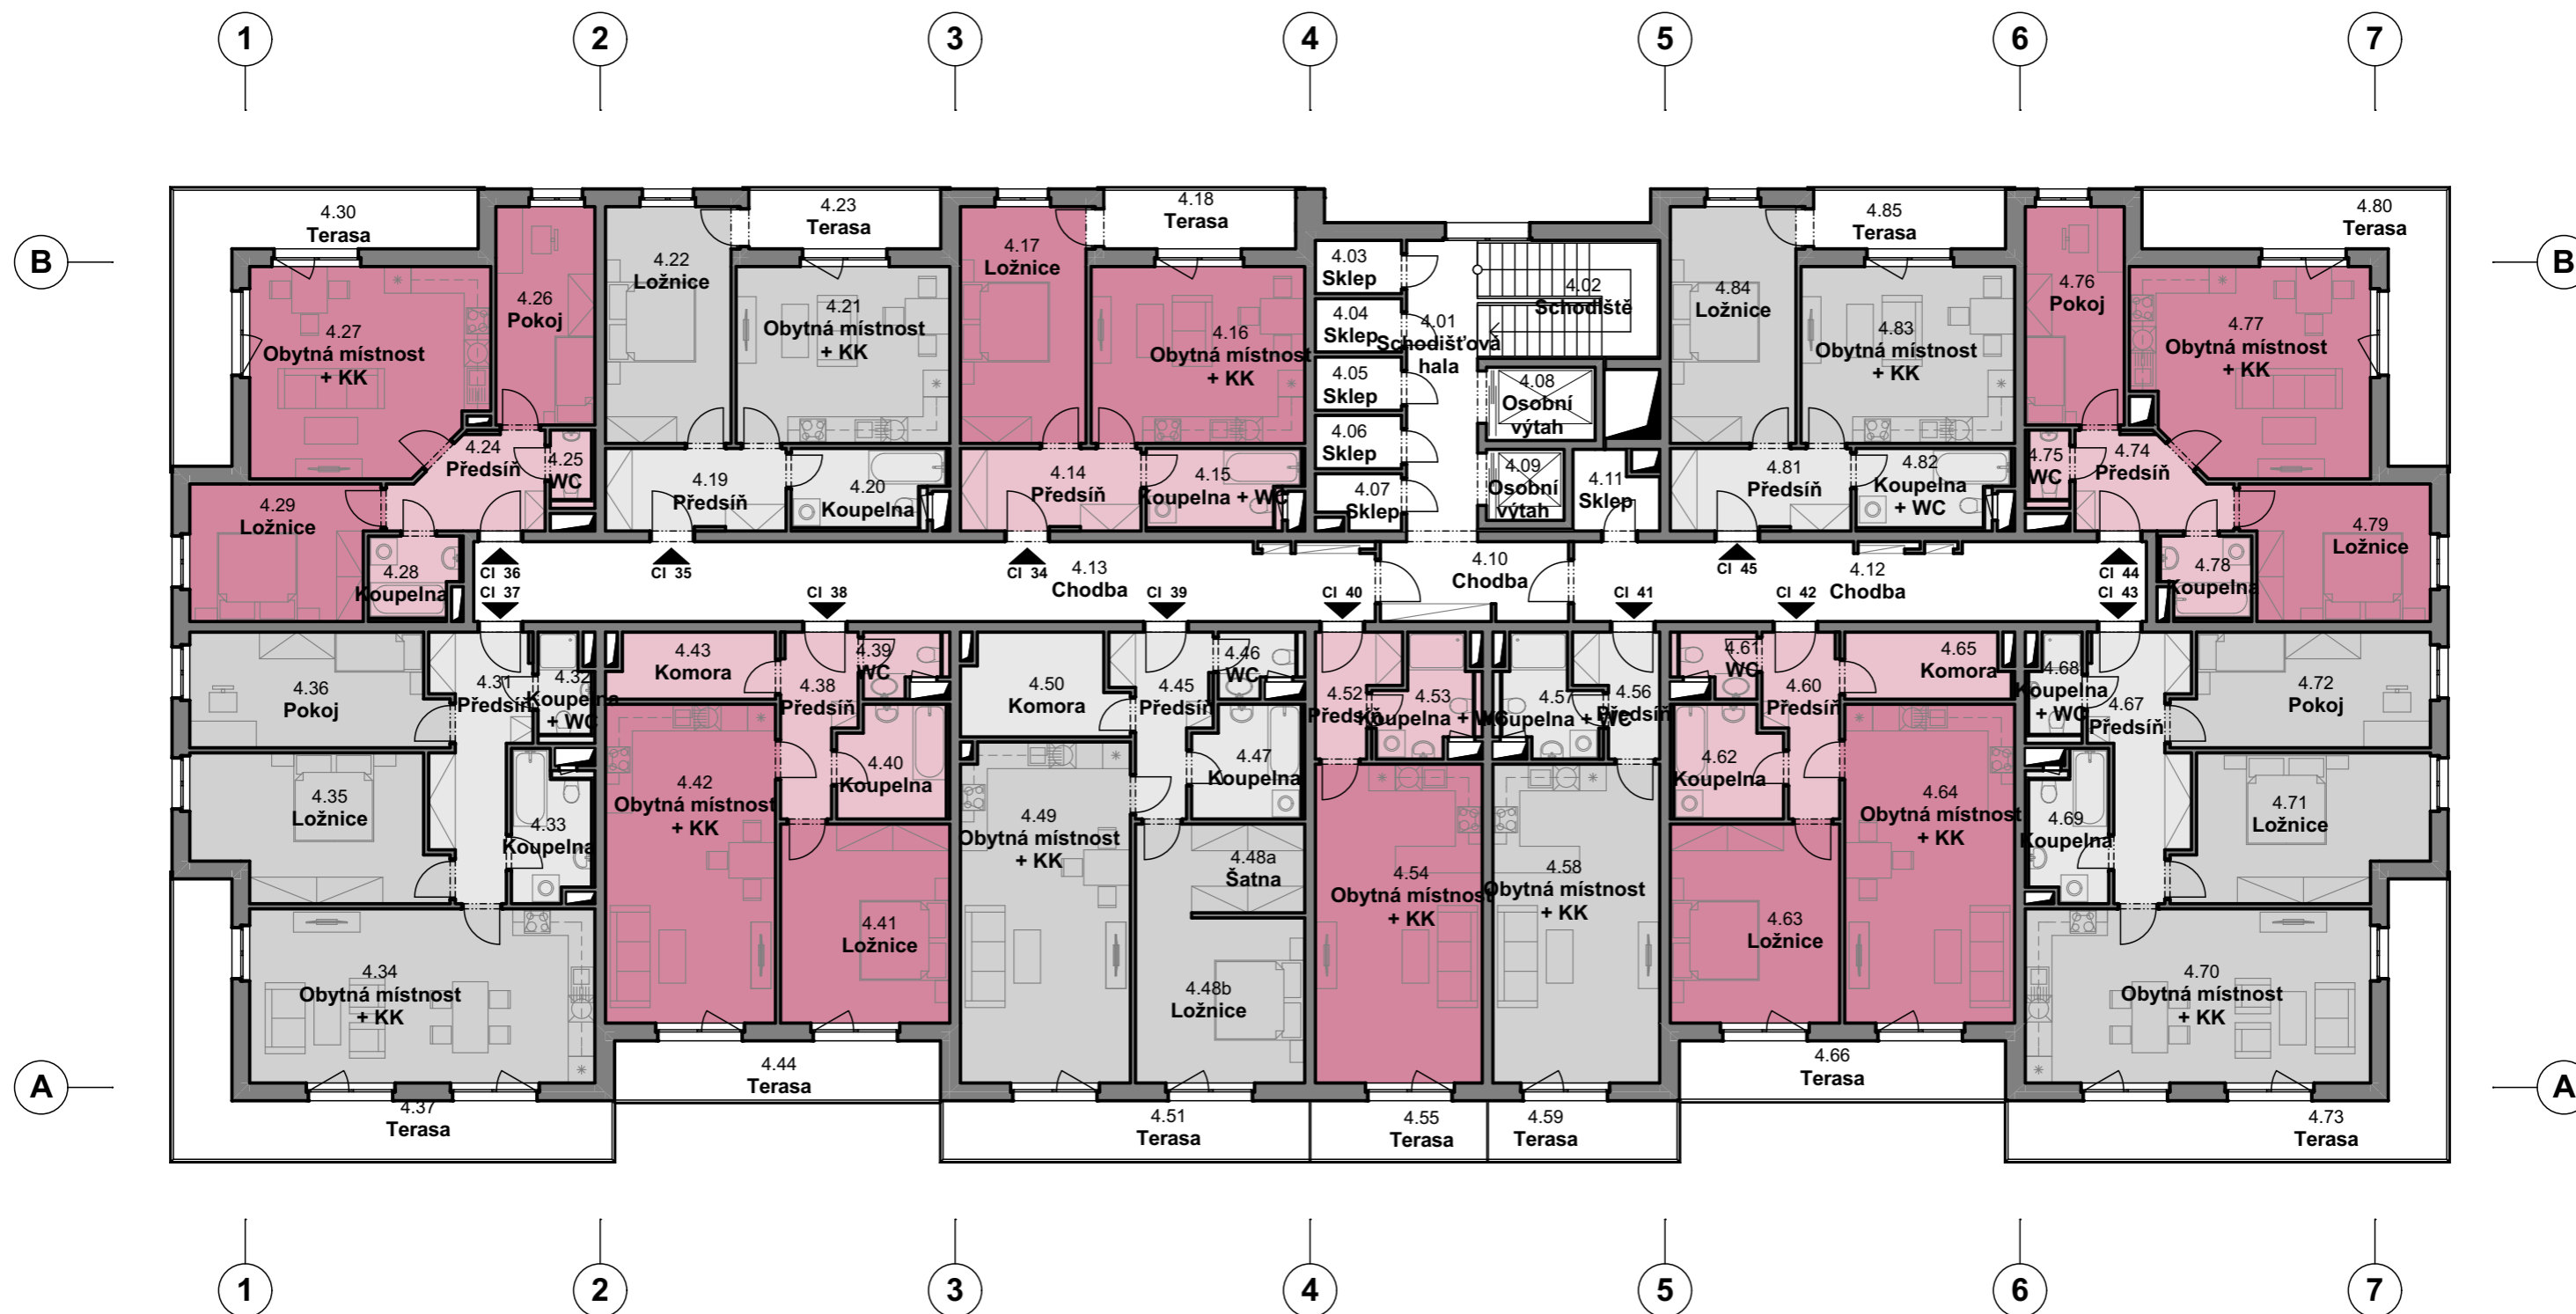 1
2
3
4
5
6
7
B
B
4.30
Terasa
4.23
Terasa
4.18
Terasa
4.85
Terasa
4.80
Terasa
4.27
Obytná místnost
+ KK
4.26
Pokoj
4.22
Ložnice
4.21
Obytná místnost
+ KK
4.17
Ložnice
4.16
Obytná místnost
+ KK
4.03
Sklep
4.04
Sklep
4.05
Sklep
4.06
Sklep
4.07
Sklep
4.01
Schodišťová
hala
4.02
Schodiště
4.08
Osobní
výtah
4.09
Osobní
výtah
4.11
Sklep
4.84
Ložnice
4.83
Obytná místnost
+ KK
4.76
Pokoj
4.77
Obytná místnost
+ KK
4.24
Předsíň
4.25
WC
4.19
Předsíň
4.20
Koupelna
4.14
Předsíň
4.15
Koupelna + WC
4.81
Předsíň
4.82
Koupelna
+ WC
4.75
WC
4.74
Předsíň
4.29
Ložnice
4.28
Koupelna
4.79
Ložnice
4.78
Koupelna
CI 36
CI 37
CI 35
CI 34
CI 38
CI 39
CI 40
CI 41
CI 42
CI 45
CI 44
CI 43
4.13
Chodba
4.10
Chodba
4.12
Chodba
4.36
Pokoj
4.31
Předsíň
4.32
Koupelna
+ WC
4.43
Komora
4.38
Předsíň
4.39
WC
4.50
Komora
4.45
Předsíň
4.46
WC
4.52
Předsíň
4.53
Koupelna + WC
4.57
Koupelna + WC
4.56
Předsíň
4.61
WC
4.60
Předsíň
4.65
Komora
4.68
Koupelna
+ WC
4.67
Předsíň
4.72
Pokoj
4.35
Ložnice
4.33
Koupelna
4.42
Obytná místnost
+ KK
4.40
Koupelna
4.49
Obytná místnost
+ KK
4.47
Koupelna
4.48a
Šatna
4.54
Obytná místnost
+ KK
4.58
Obytná místnost
+ KK
4.62
Koupelna
4.64
Obytná místnost
+ KK
4.69
Koupelna
4.71
Ložnice
4.34
Obytná místnost
+ KK
4.41
Ložnice
4.48b
Ložnice
4.63
Ložnice
4.70
Obytná místnost
+ KK
A
A
4.37
Terasa
4.44
Terasa
4.51
Terasa
4.55
Terasa
4.59
Terasa
4.66
Terasa
4.73
Terasa
1
2
3
4
5
6
7